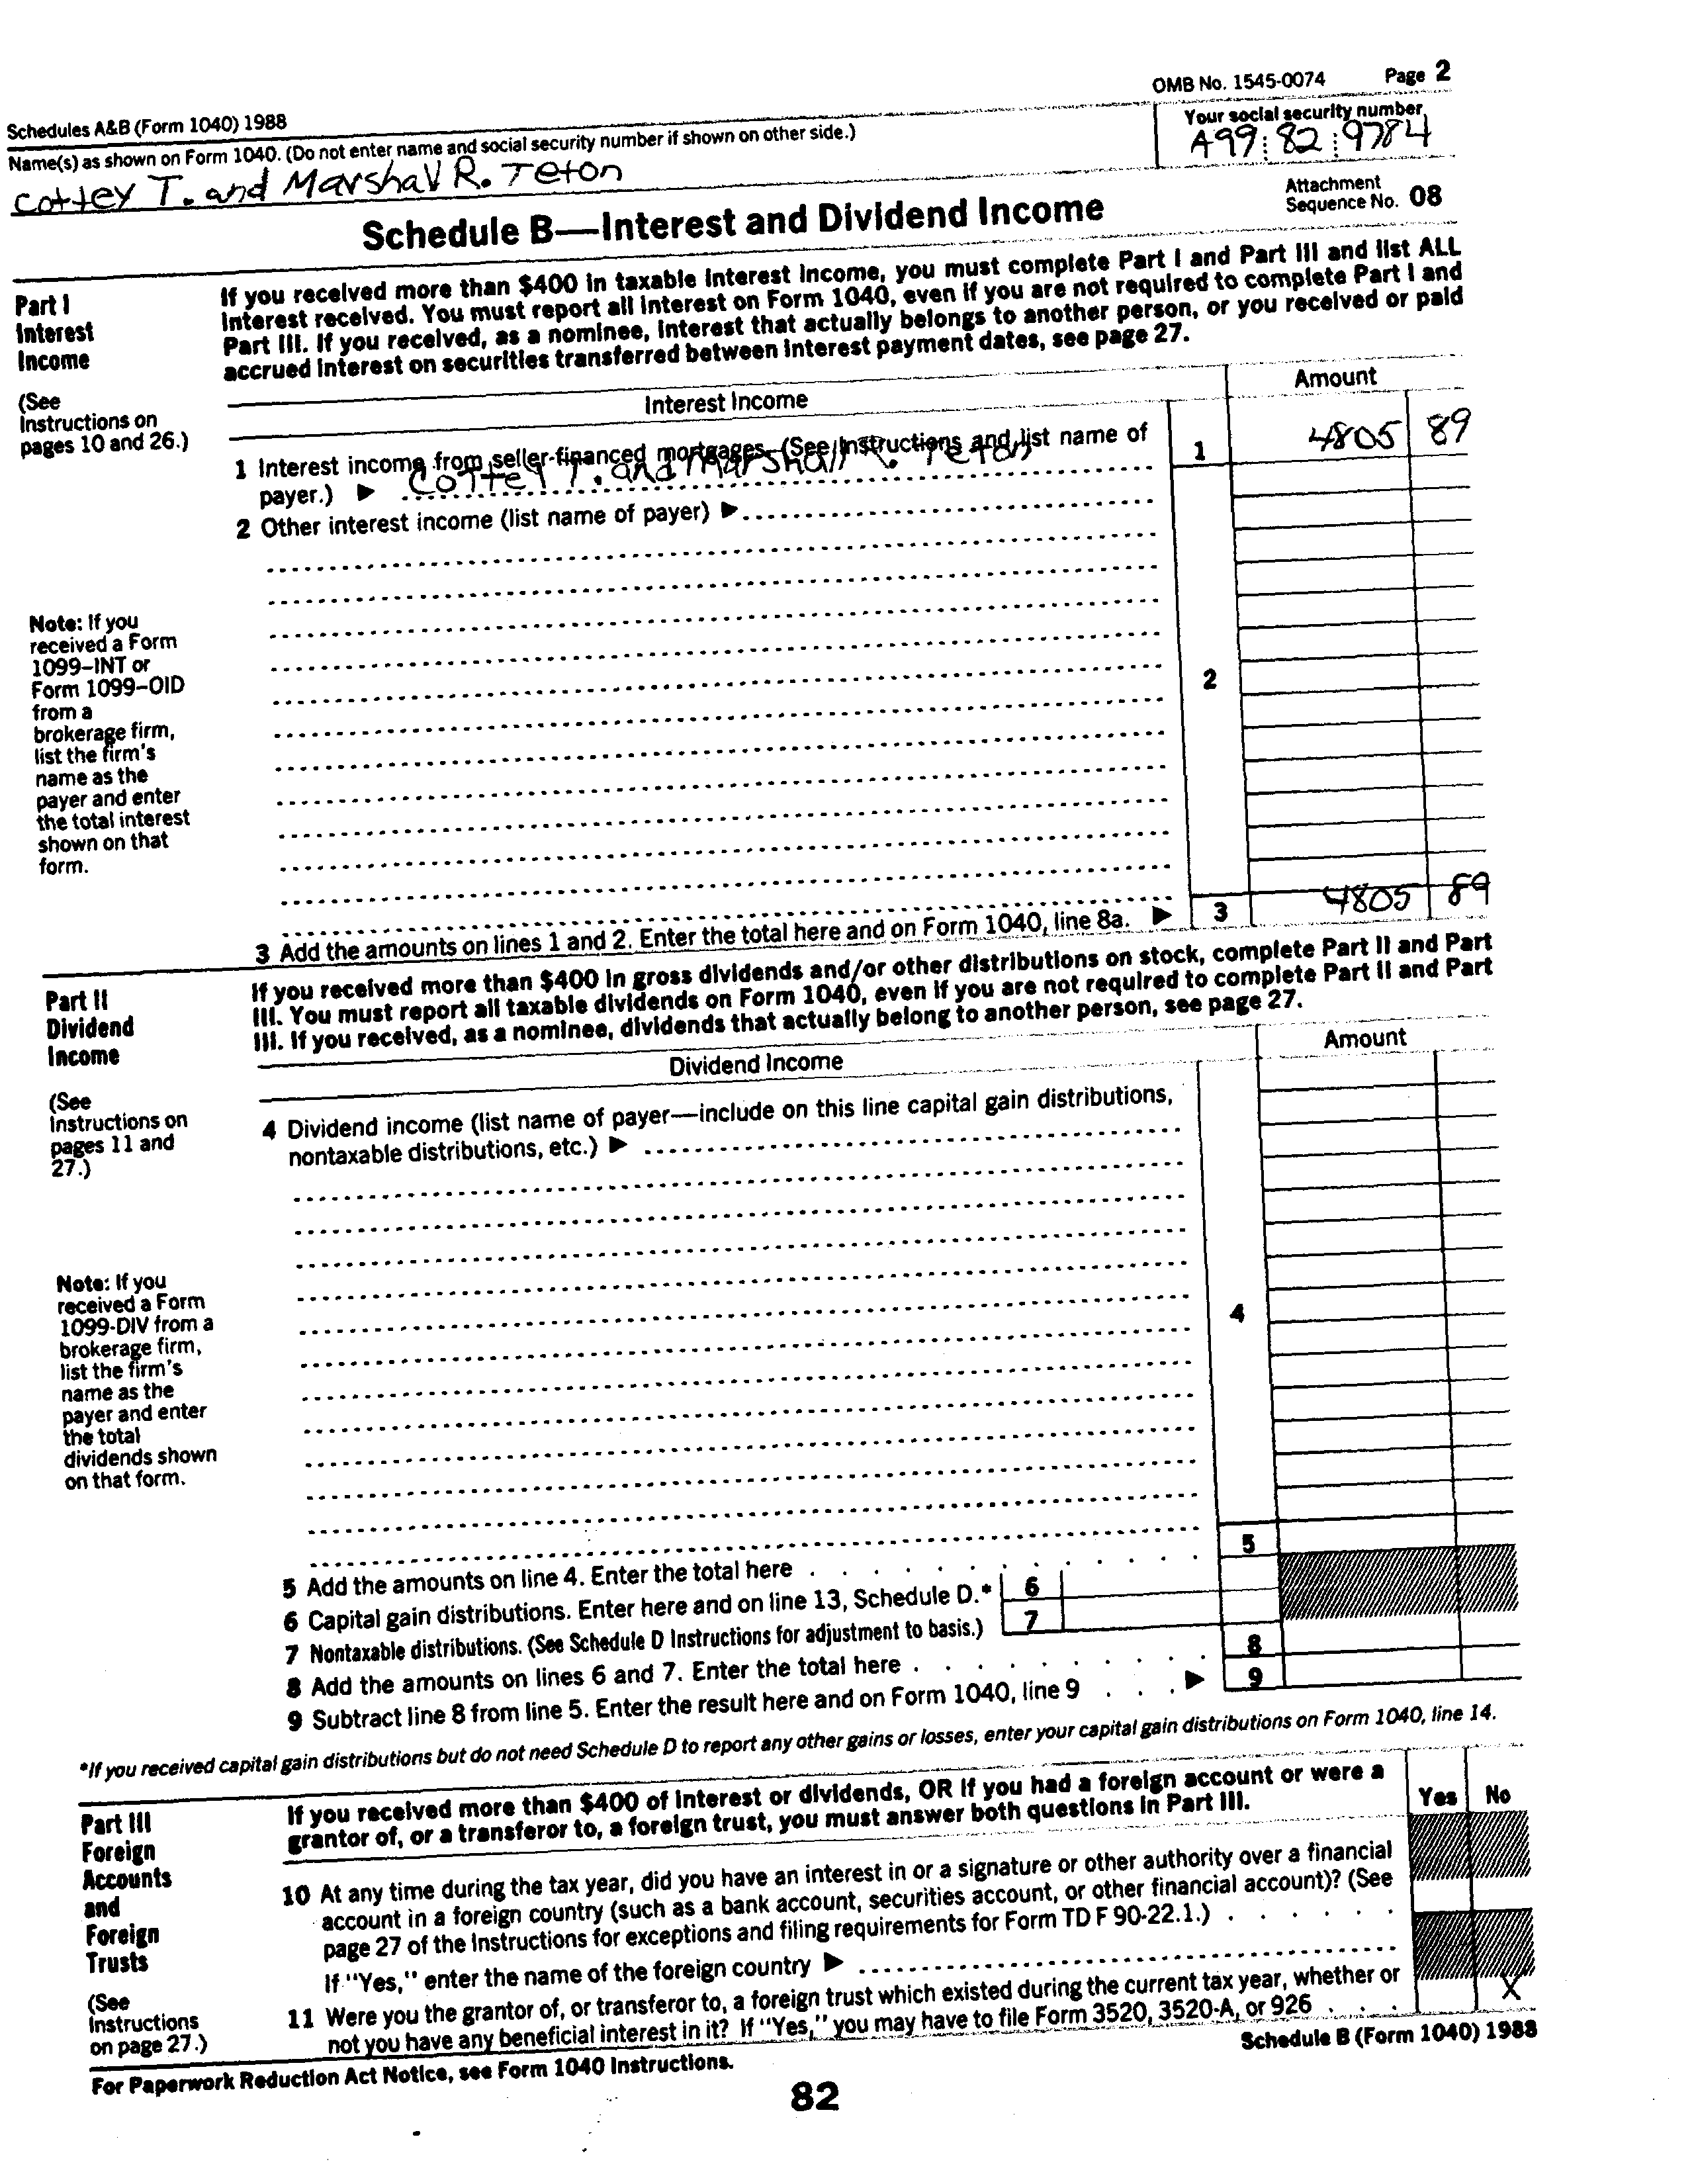 OMB No. 1545-0074 Page 2
Schedules A&B (Form 1040) 1988
Name(s) as shown on Form 1040. (Do not enter name and social security number if shown on other side.)
Your social security number
A99 82 9784
Cottey T. and Marshall R. Teton
Attachment
Sequence No. 08
Schedule B—Interest and Dividend Income
Part I
Interest
Income
(See
Instructions on
pages 10 and 26.)
If you received more than $400 in taxable interest income, you must complete Part I and Part III and list ALL
interest received. You must report all interest on Form 1040, even if you are not required to complete Part I and
Part III. If you received, as a nominee, interest that actually belongs to another person, or you received or paid
accrued interest on securities transferred between interest payment dates, see page 27.
Interest Income
Amount
1 Interest income from seller-financed mortgages. (See Instructions and list name of
payer.) ▶ Cottey T. and Marshall R. Teton
1 4805 89
2 Other interest income (list name of payer) ▶
Note: If you
received a Form
1099–INT or
Form 1099–OID
from a
brokerage firm,
list the firm's
name as the
payer and enter
the total interest
shown on that
form.
2
3 Add the amounts on lines 1 and 2. Enter the total here and on Form 1040, line 8a. ▶ 3 4805 89
Part II
Dividend
Income
(See
Instructions on
pages 11 and
27.)
If you received more than $400 in gross dividends and/or other distributions on stock, complete Part II and Part
III. You must report all taxable dividends on Form 1040, even if you are not required to complete Part II and Part
III. If you received, as a nominee, dividends that actually belong to another person, see page 27.
Dividend Income
Amount
4 Dividend income (list name of payer—include on this line capital gain distributions,
nontaxable distributions, etc.) ▶
Note: If you
received a Form
1099-DIV from a
brokerage firm,
list the firm's
name as the
payer and enter
the total
dividends shown
on that form.
4
5 Add the amounts on line 4. Enter the total here 5
6 Capital gain distributions. Enter here and on line 13, Schedule D.* 6
7 Nontaxable distributions. (See Schedule D Instructions for adjustment to basis.) 7
8 Add the amounts on lines 6 and 7. Enter the total here 8
9 Subtract line 8 from line 5. Enter the result here and on Form 1040, line 9 ▶ 9
*If you received capital gain distributions but do not need Schedule D to report any other gains or losses, enter your capital gain distributions on Form 1040, line 14.
Part III
Foreign
Accounts
and
Foreign
Trusts
(See
Instructions
on page 27.)
If you received more than $400 of interest or dividends, OR if you had a foreign account or were a
grantor of, or a transferor to, a foreign trust, you must answer both questions in Part III.
Yes No
10 At any time during the tax year, did you have an interest in or a signature or other authority over a financial
account in a foreign country (such as a bank account, securities account, or other financial account)? (See
page 27 of the Instructions for exceptions and filing requirements for Form TD F 90-22.1.)
If "Yes," enter the name of the foreign country ▶
11 Were you the grantor of, or transferor to, a foreign trust which existed during the current tax year, whether or
not you have any beneficial interest in it? If "Yes," you may have to file Form 3520, 3520-A, or 926 X
For Paperwork Reduction Act Notice, see Form 1040 Instructions.
Schedule B (Form 1040) 1988
82